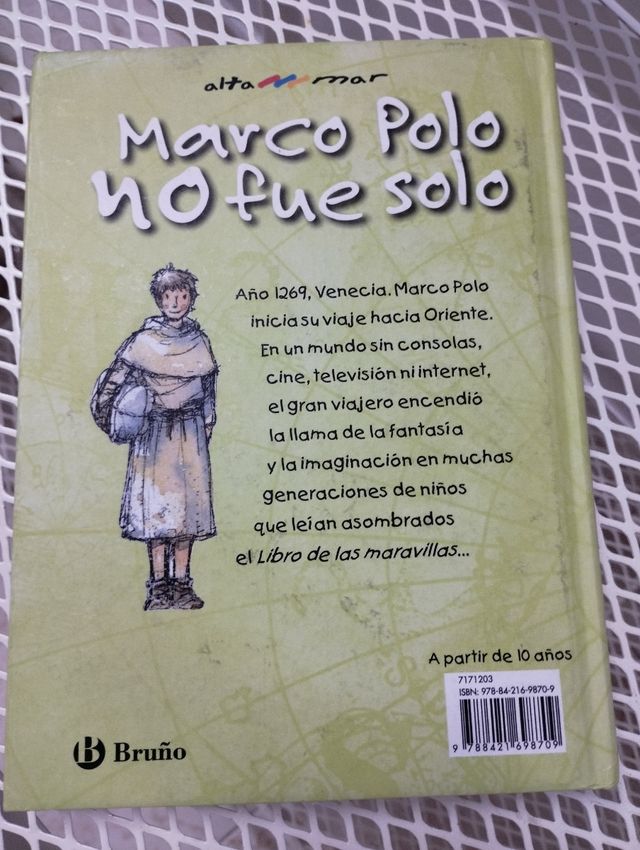 alta mar
Marco Polo
no fue solo
Año 1269, Venecia. Marco Polo
inicia su viaje hacia Oriente.
En un mundo sin consolas,
cine, televisión ni internet,
el gran viajero encendió
la llama de la fantasía
y la imaginación en muchas
generaciones de niños
que leían asombrados
el Libro de las maravillas...
A partir de 10 años
7171203
ISBN: 978-84-216-9870-9
9 788421 698709
B Bruño